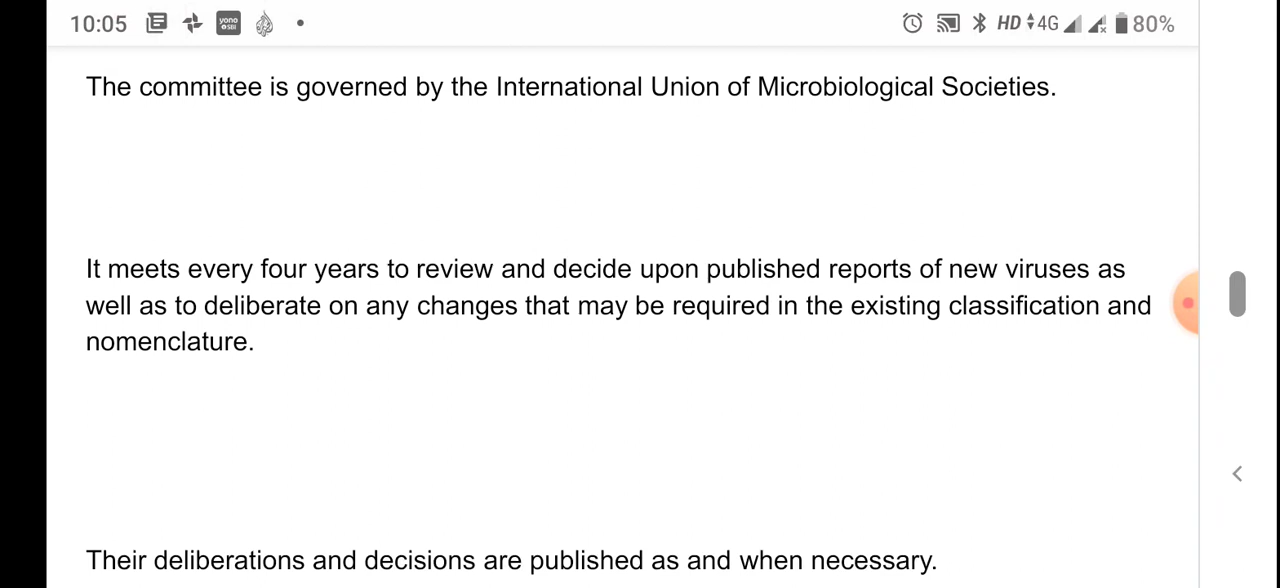 10:05 yono SBI HD 4G 80%
The committee is governed by the International Union of Microbiological Societies.
It meets every four years to review and decide upon published reports of new viruses as
well as to deliberate on any changes that may be required in the existing classification and
nomenclature.
Their deliberations and decisions are published as and when necessary.